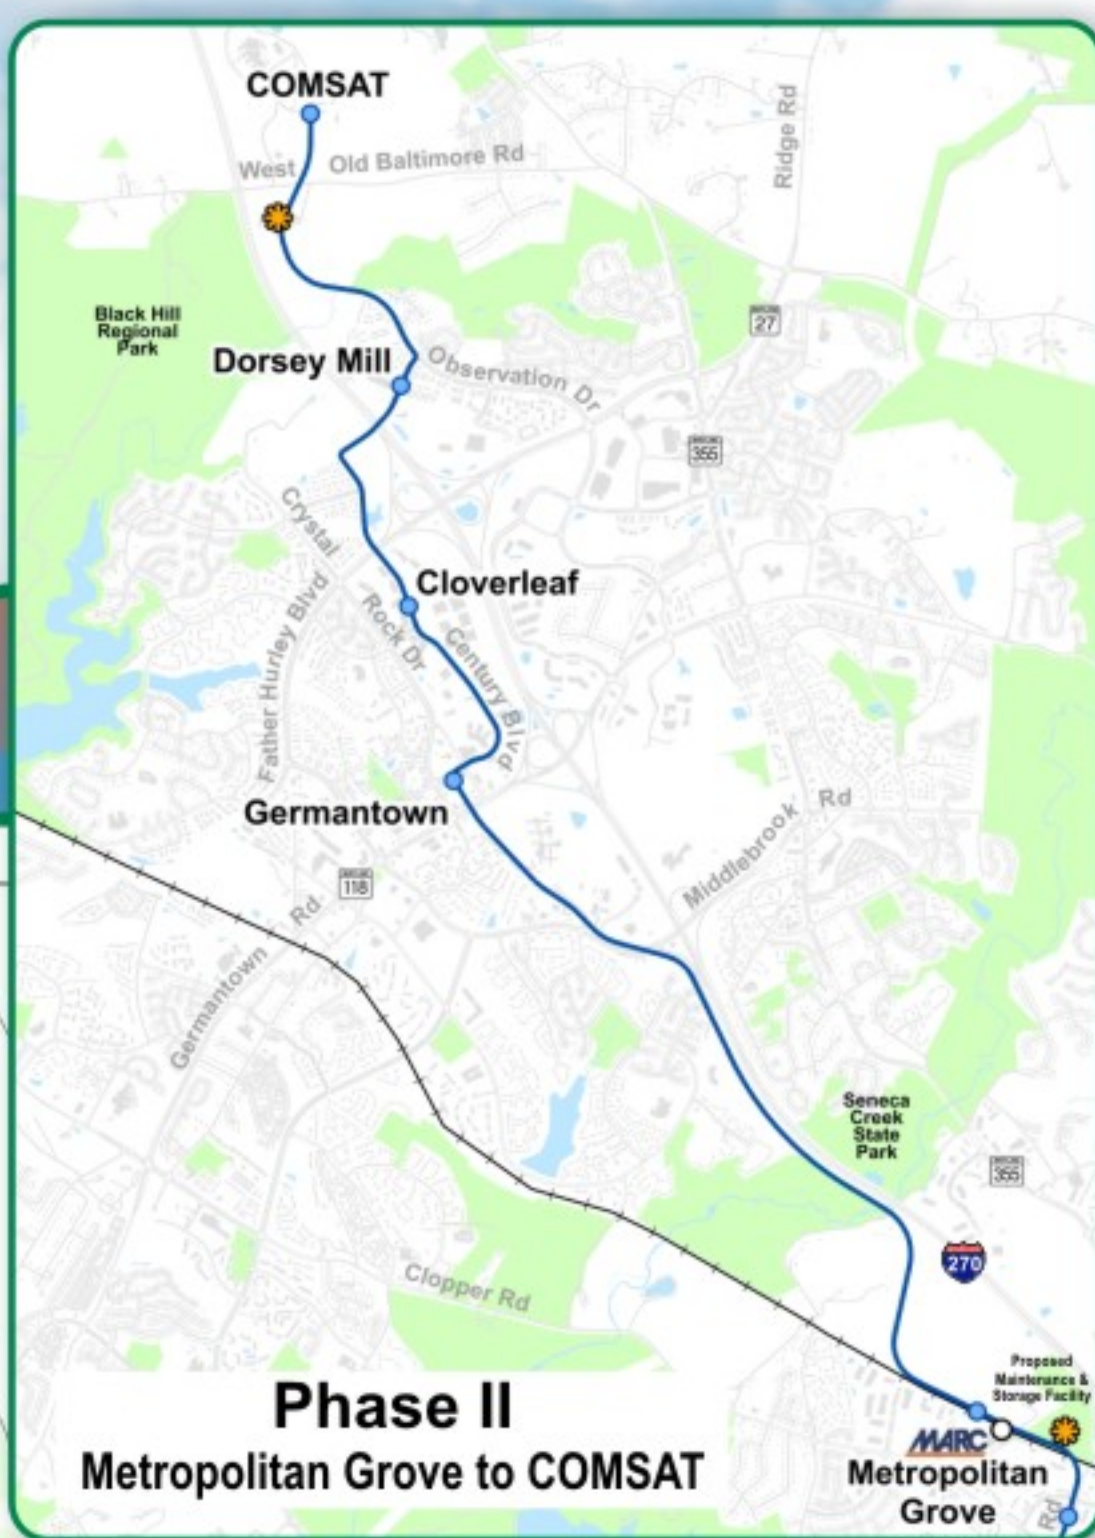 COMSAT
West Old Baltimore Rd
Ridge Rd
Black Hill
Regional
Park
27
Dorsey Mill
Observation Dr
355
Crystal
Rock Dr
Cloverleaf
Father Hurley Blvd
Century Blvd
Germantown
Middlebrook Rd
118
Germantown Rd
Seneca
Creek
State
Park
355
270
Clopper Rd
Proposed
Maintenance &
Storage Facility
MARC
Metropolitan
Grove
Rd
Phase II
Metropolitan Grove to COMSAT